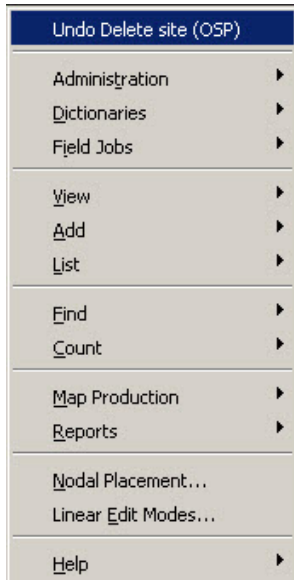 Undo Delete site (OSP)
Administration
Dictionaries
Field Jobs
View
Add
List
Find
Count
Map Production
Reports
Nodal Placement...
Linear Edit Modes...
Help